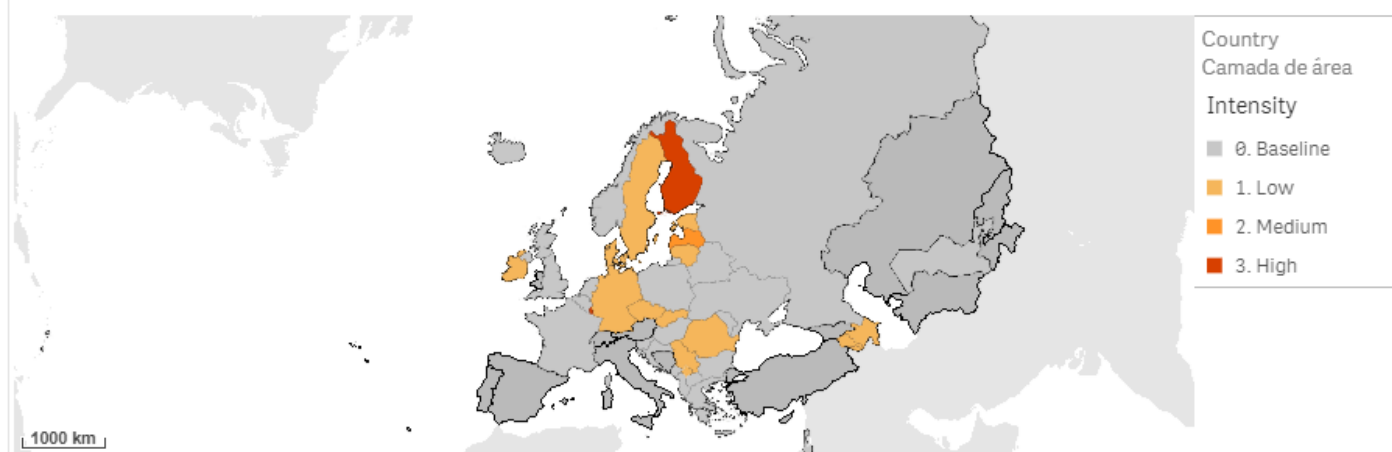 Country
Camada de área
Intensity
0. Baseline
1. Low
2. Medium
3. High
1000 km